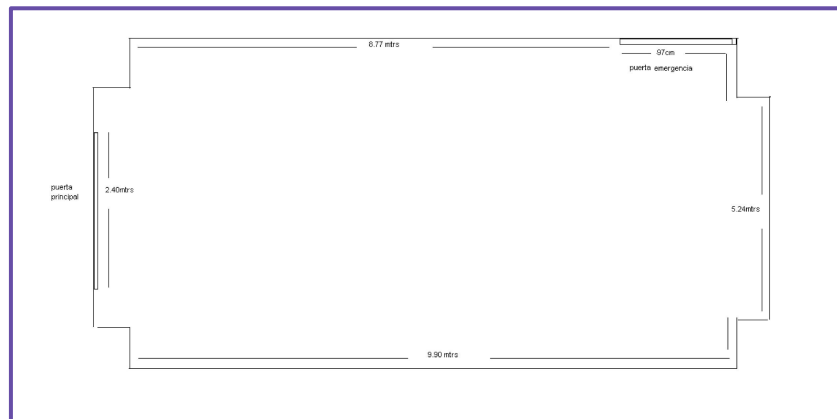 8.77 mtrs
97cm
puerta emergencia
puerta
principal
2.40mtrs
5.24mtrs
9.90 mtrs